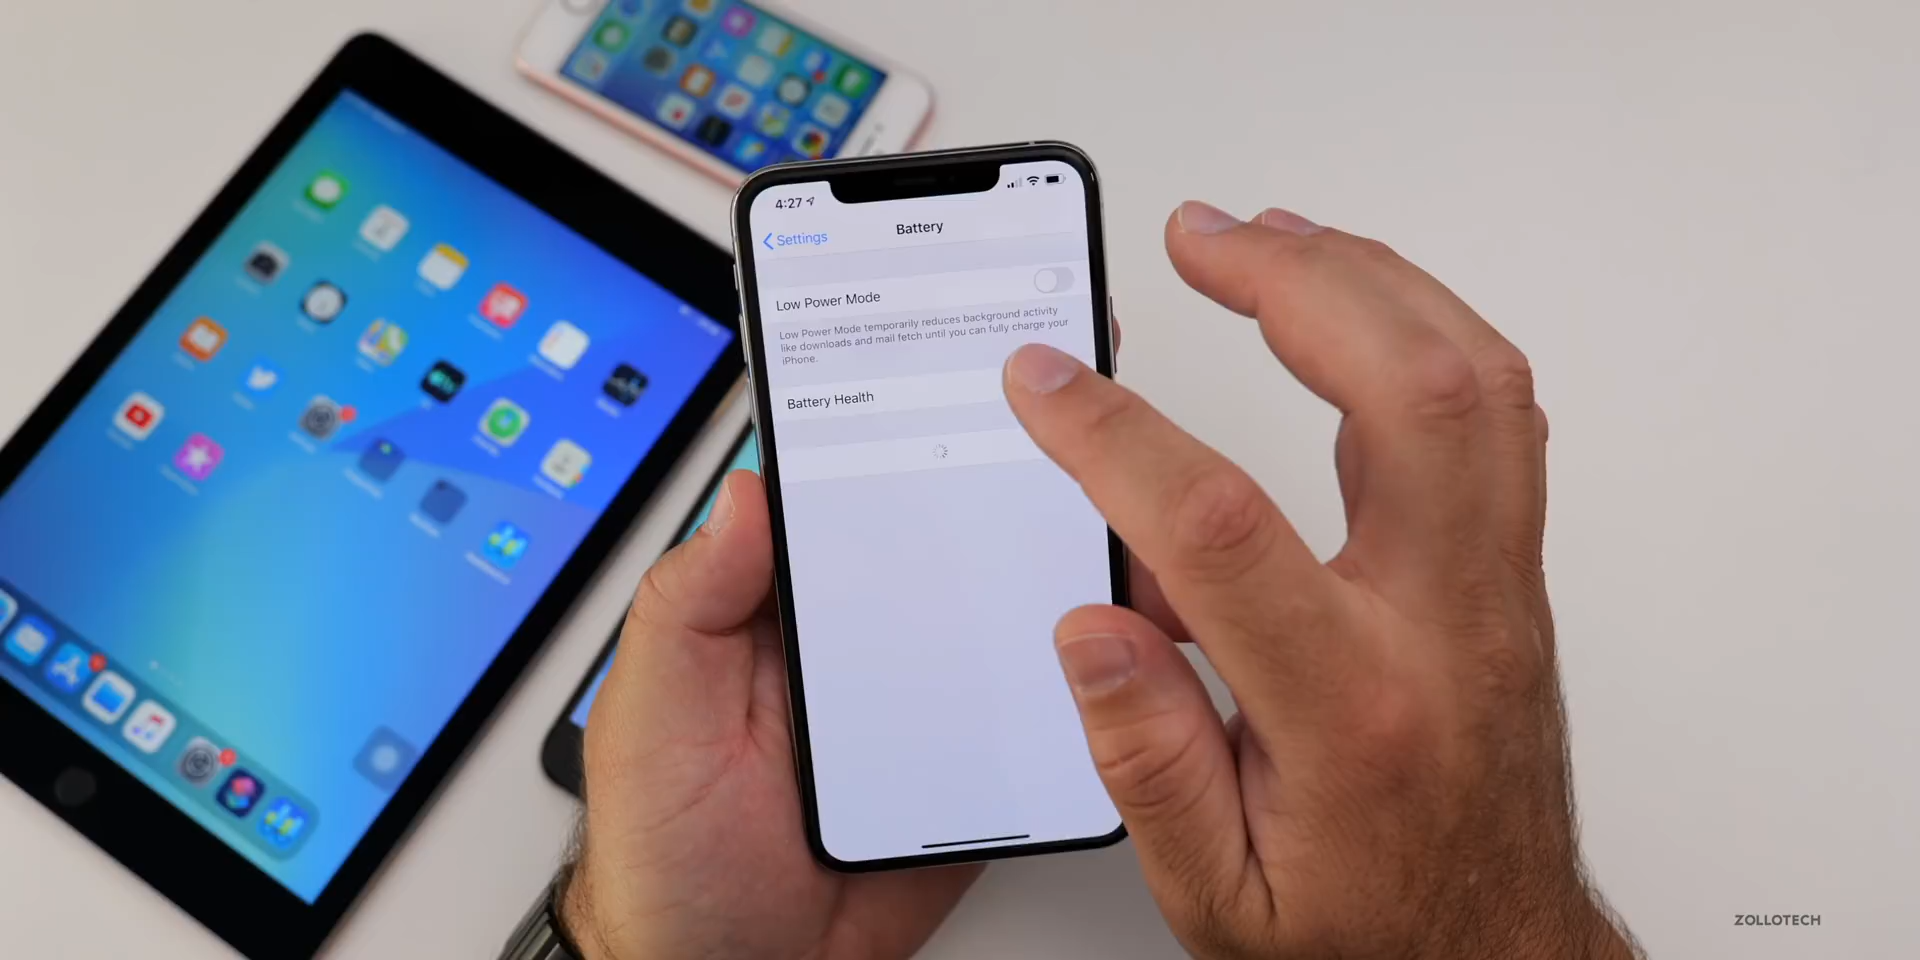 4:27
Settings
Battery
Low Power Mode
Low Power Mode temporarily reduces background activity
like downloads and mail fetch until you can fully charge your
iPhone.
Battery Health
ZOLLOTECH